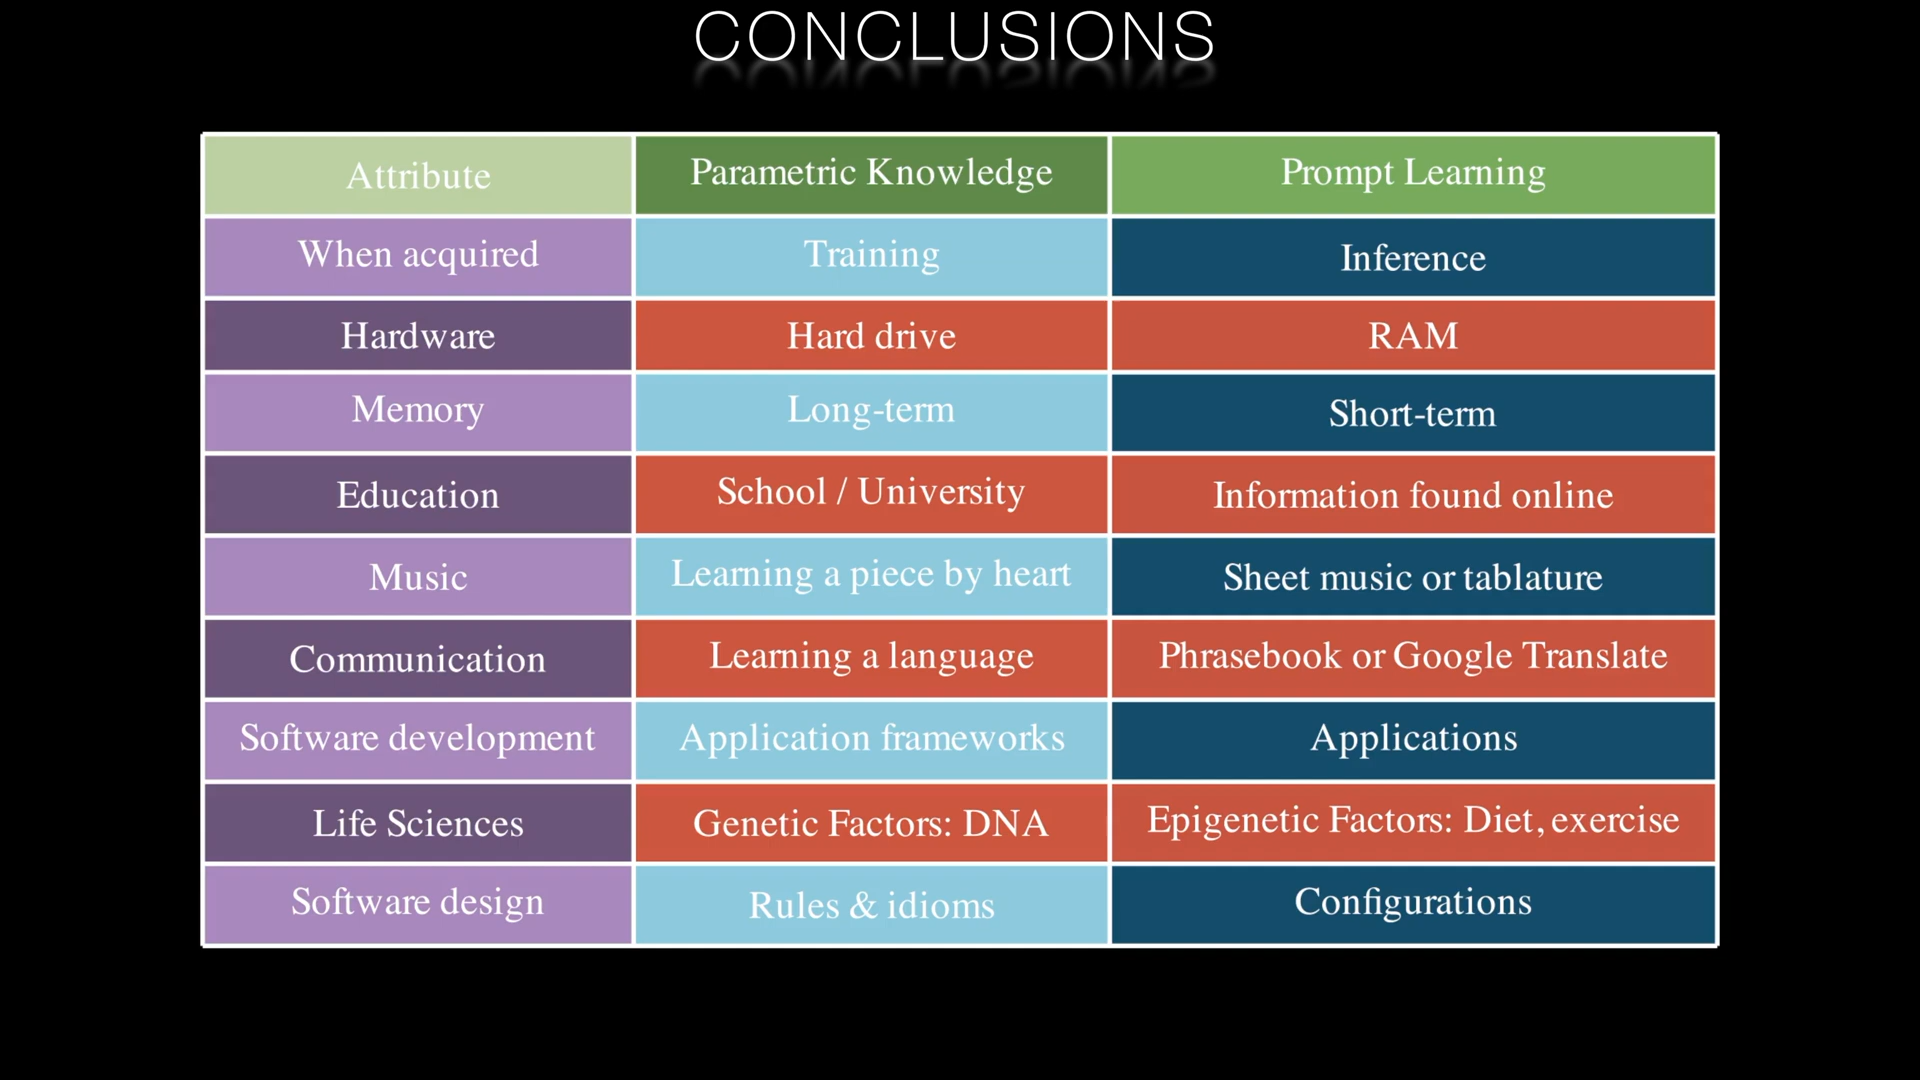 CONCLUSIONS
Attribute Parametric Knowledge Prompt Learning
When acquired Training Inference
Hardware Hard drive RAM
Memory Long-term Short-term
Education School / University Information found online
Music Learning a piece by heart Sheet music or tablature
Communication Learning a language Phrasebook or Google Translate
Software development Application frameworks Applications
Life Sciences Genetic Factors: DNA Epigenetic Factors: Diet, exercise
Software design Rules & idioms Configurations